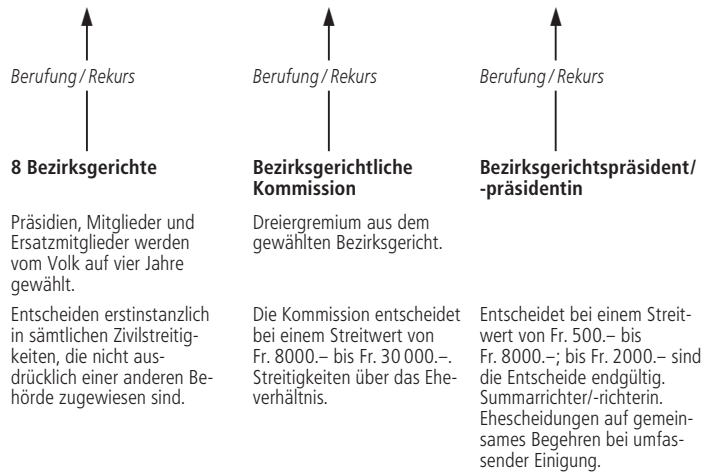 Berufung / Rekurs
Berufung / Rekurs
Berufung / Rekurs
8 Bezirksgerichte
Präsidien, Mitglieder und
Ersatzmitglieder werden
vom Volk auf vier Jahre
gewählt.
Entscheiden erstinstanzlich
in sämtlichen Zivilstreitig-
keiten, die nicht aus-
drücklich einer anderen Be-
hörde zugewiesen sind.
Bezirksgerichtliche
Kommission
Dreiergremium aus dem
gewählten Bezirksgericht.
Die Kommission entscheidet
bei einem Streitwert von
Fr. 8000.– bis Fr. 30 000.–.
Streitigkeiten über das Ehe-
verhältnis.
Bezirksgerichtspräsident/
-präsidentin
Entscheidet bei einem Streit-
wert von Fr. 500.– bis
Fr. 8000.–; bis Fr. 2000.– sind
die Entscheide endgültig.
Summarrichter/-richterin.
Ehescheidungen auf gemein-
sames Begehren bei umfas-
sender Einigung.